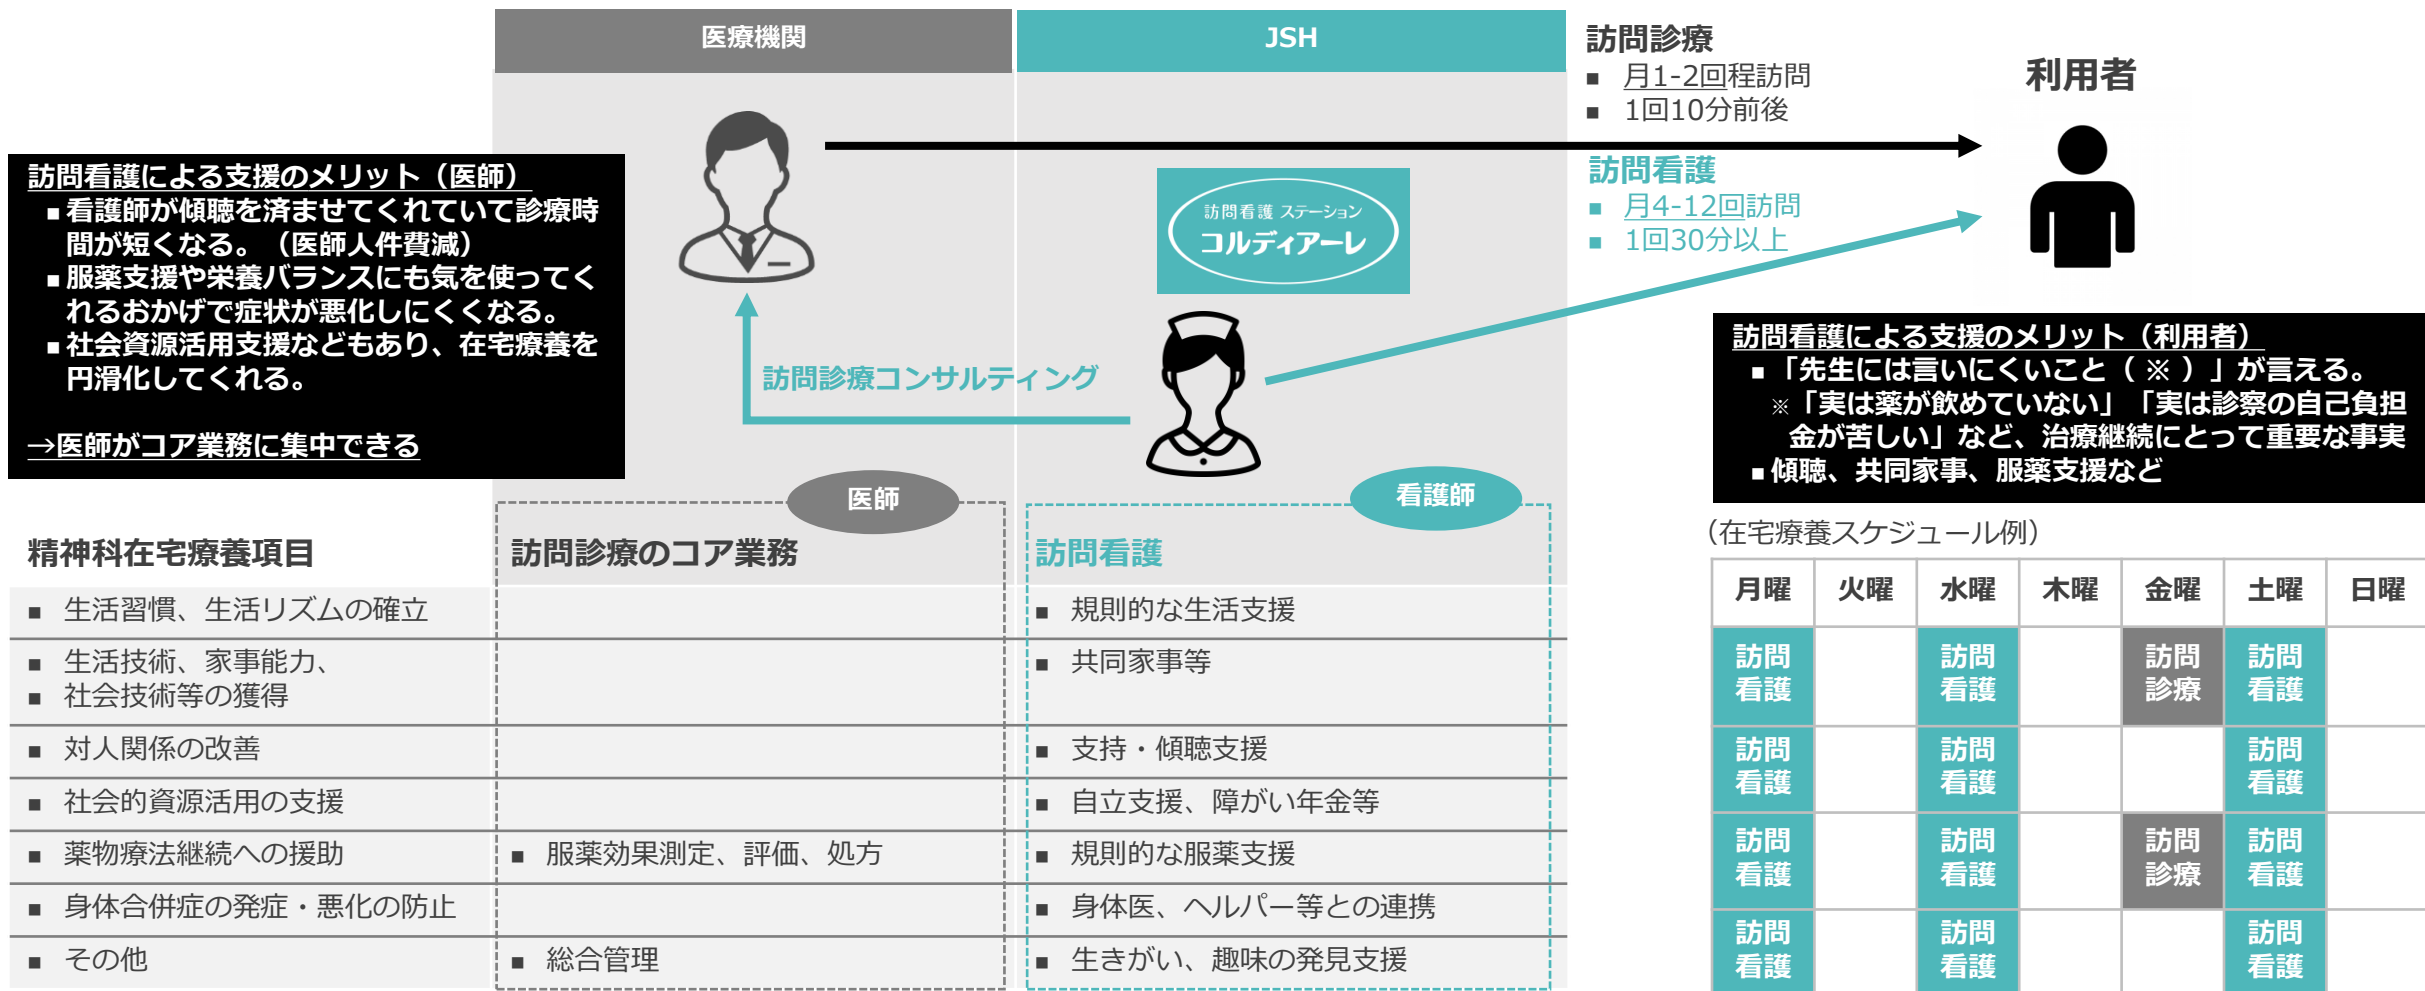 医療機関
JSH
訪問診療
■ 月1-2回程訪問
■ 1回10分前後
利用者
訪問看護による支援のメリット（医師）
■看護師が傾聴を済ませてくれていて診療時
間が短くなる。（医師人件費減）
■服薬支援や栄養バランスにも気を使ってく
れるおかげで症状が悪化しにくくなる。
■社会資源活用支援などもあり、在宅療養を
円滑化してくれる。
→医師がコア業務に集中できる
訪問看護 ステーション
コルディアーレ
訪問看護
■ 月4-12回訪問
■ 1回30分以上
訪問診療コンサルティング
訪問看護による支援のメリット（利用者）
■「先生には言いにくいこと（※）」が言える。
※「実は薬が飲めていない」「実は診察の自己負担
金が苦しい」など、治療継続にとって重要な事実
■傾聴、共同家事、服薬支援など
医師
看護師
精神科在宅療養項目
訪問診療のコア業務
訪問看護
■ 生活習慣、生活リズムの確立
■ 規則的な生活支援
■ 生活技術、家事能力、
■ 社会技術等の獲得
■ 共同家事等
■ 対人関係の改善
■ 支持・傾聴支援
■ 社会的資源活用の支援
■ 自立支援、障がい年金等
■ 薬物療法継続への援助
■ 服薬効果測定、評価、処方
■ 規則的な服薬支援
■ 身体合併症の発症・悪化の防止
■ 身体医、ヘルパー等との連携
■ その他
■ 総合管理
■ 生きがい、趣味の発見支援
（在宅療養スケジュール例）
月曜 火曜 水曜 木曜 金曜 土曜 日曜
訪問 訪問 訪問 訪問
看護 看護 診療 看護
訪問 訪問 訪問
看護 看護 看護
訪問 訪問 訪問 訪問
看護 看護 診療 看護
訪問 訪問 訪問
看護 看護 看護